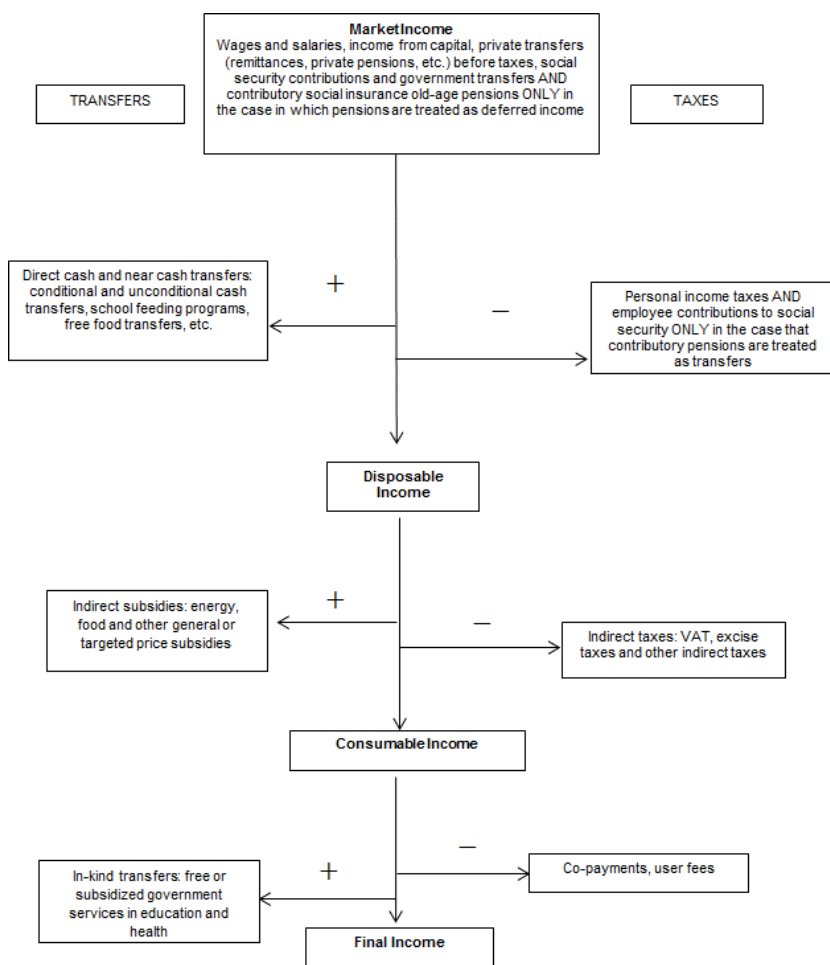 Market Income
Wages and salaries, income from capital, private transfers
(remittances, private pensions, etc.) before taxes, social
security contributions and government transfers AND
contributory social insurance old-age pensions ONLY in
the case in which pensions are treated as deferred income
TRANSFERS
TAXES
Direct cash and near cash transfers:
conditional and unconditional cash
transfers, school feeding programs,
free food transfers, etc.
+
−
Personal income taxes AND
employee contributions to social
security ONLY in the case that
contributory pensions are treated
as transfers
Disposable
Income
Indirect subsidies: energy,
food and other general or
targeted price subsidies
+
−
Indirect taxes: VAT, excise
taxes and other indirect taxes
Consumable Income
In-kind transfers: free or
subsidized government
services in education and
health
+
−
Co-payments, user fees
Final Income